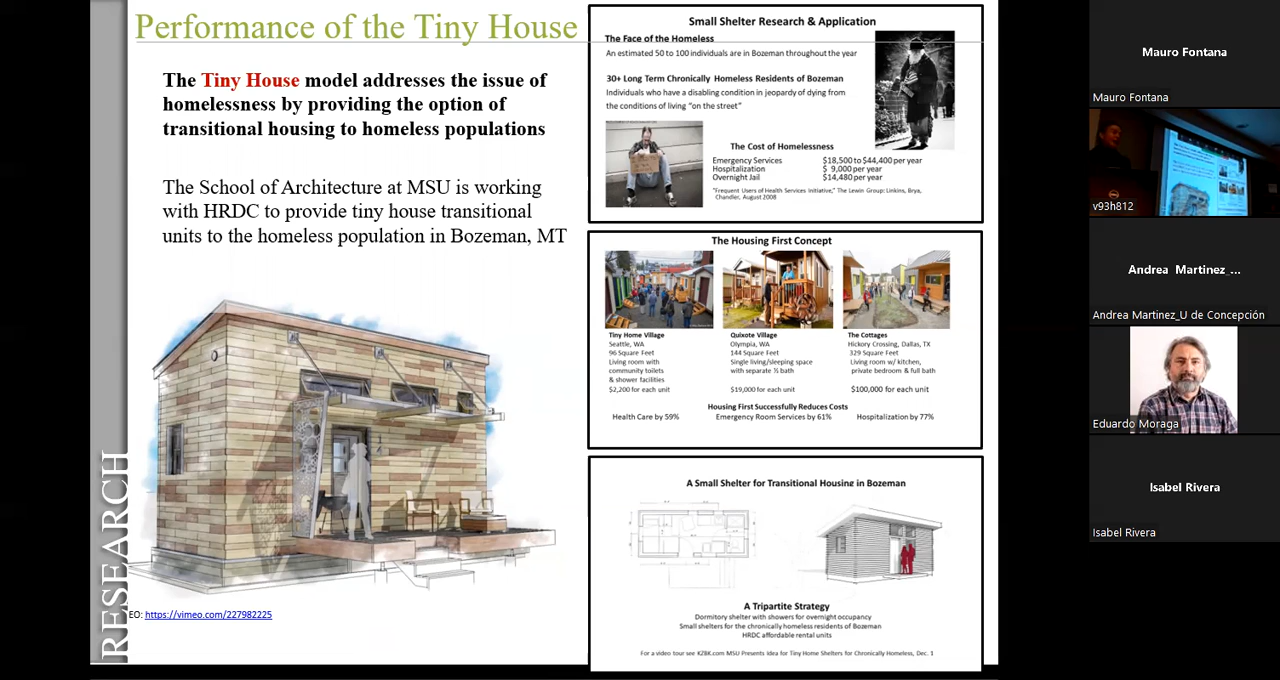 Performance of the Tiny House
The Tiny House model addresses the issue of
homelessness by providing the option of
transitional housing to homeless populations
The School of Architecture at MSU is working
with HRDC to provide tiny house transitional
units to the homeless population in Bozeman, MT
RESEARCH
EO: https://vimeo.com/227982225
Small Shelter Research & Application
The Face of the Homeless
An estimated 50 to 100 individuals are in Bozeman throughout the year
30+ Long Term Chronically Homeless Residents of Bozeman
Individuals who have a disabling condition in jeopardy of dying from
the conditions of living "on the street"
The Cost of Homelessness
Emergency Services $18,500 to $44,400 per year
Hospitalization $ 9,000 per year
Overnight Jail $14,480 per year
"Frequent Users of Health Services Initiative," The Lewin Group: Linkins, Brya,
Chandler, August 2008
The Housing First Concept
Tiny Home Village
Seattle, WA
96 Square Feet
Living room with
community toilets
& shower facilities
$2,200 for each unit
Quixote Village
Olympia, WA
144 Square Feet
Single living/sleeping space
with separate ½ bath
$19,000 for each unit
The Cottages
Hickory Crossing, Dallas, TX
329 Square Feet
Living room w/ kitchen,
private bedroom & full bath
$100,000 for each unit
Housing First Successfully Reduces Costs
Health Care by 59% Emergency Room Services by 61% Hospitalization by 77%
A Small Shelter for Transitional Housing in Bozeman
A Tripartite Strategy
Dormitory shelter with showers for overnight occupancy
Small shelters for the chronically homeless residents of Bozeman
HRDC affordable rental units
For a video tour see KZBK.com MSU Presents Idea for Tiny Home Shelters for Chronically Homeless, Dec. 1
Mauro Fontana
Mauro Fontana
v93h812
Andrea Martinez_...
Andrea Martinez_U de Concepción
Eduardo Moraga
Isabel Rivera
Isabel Rivera